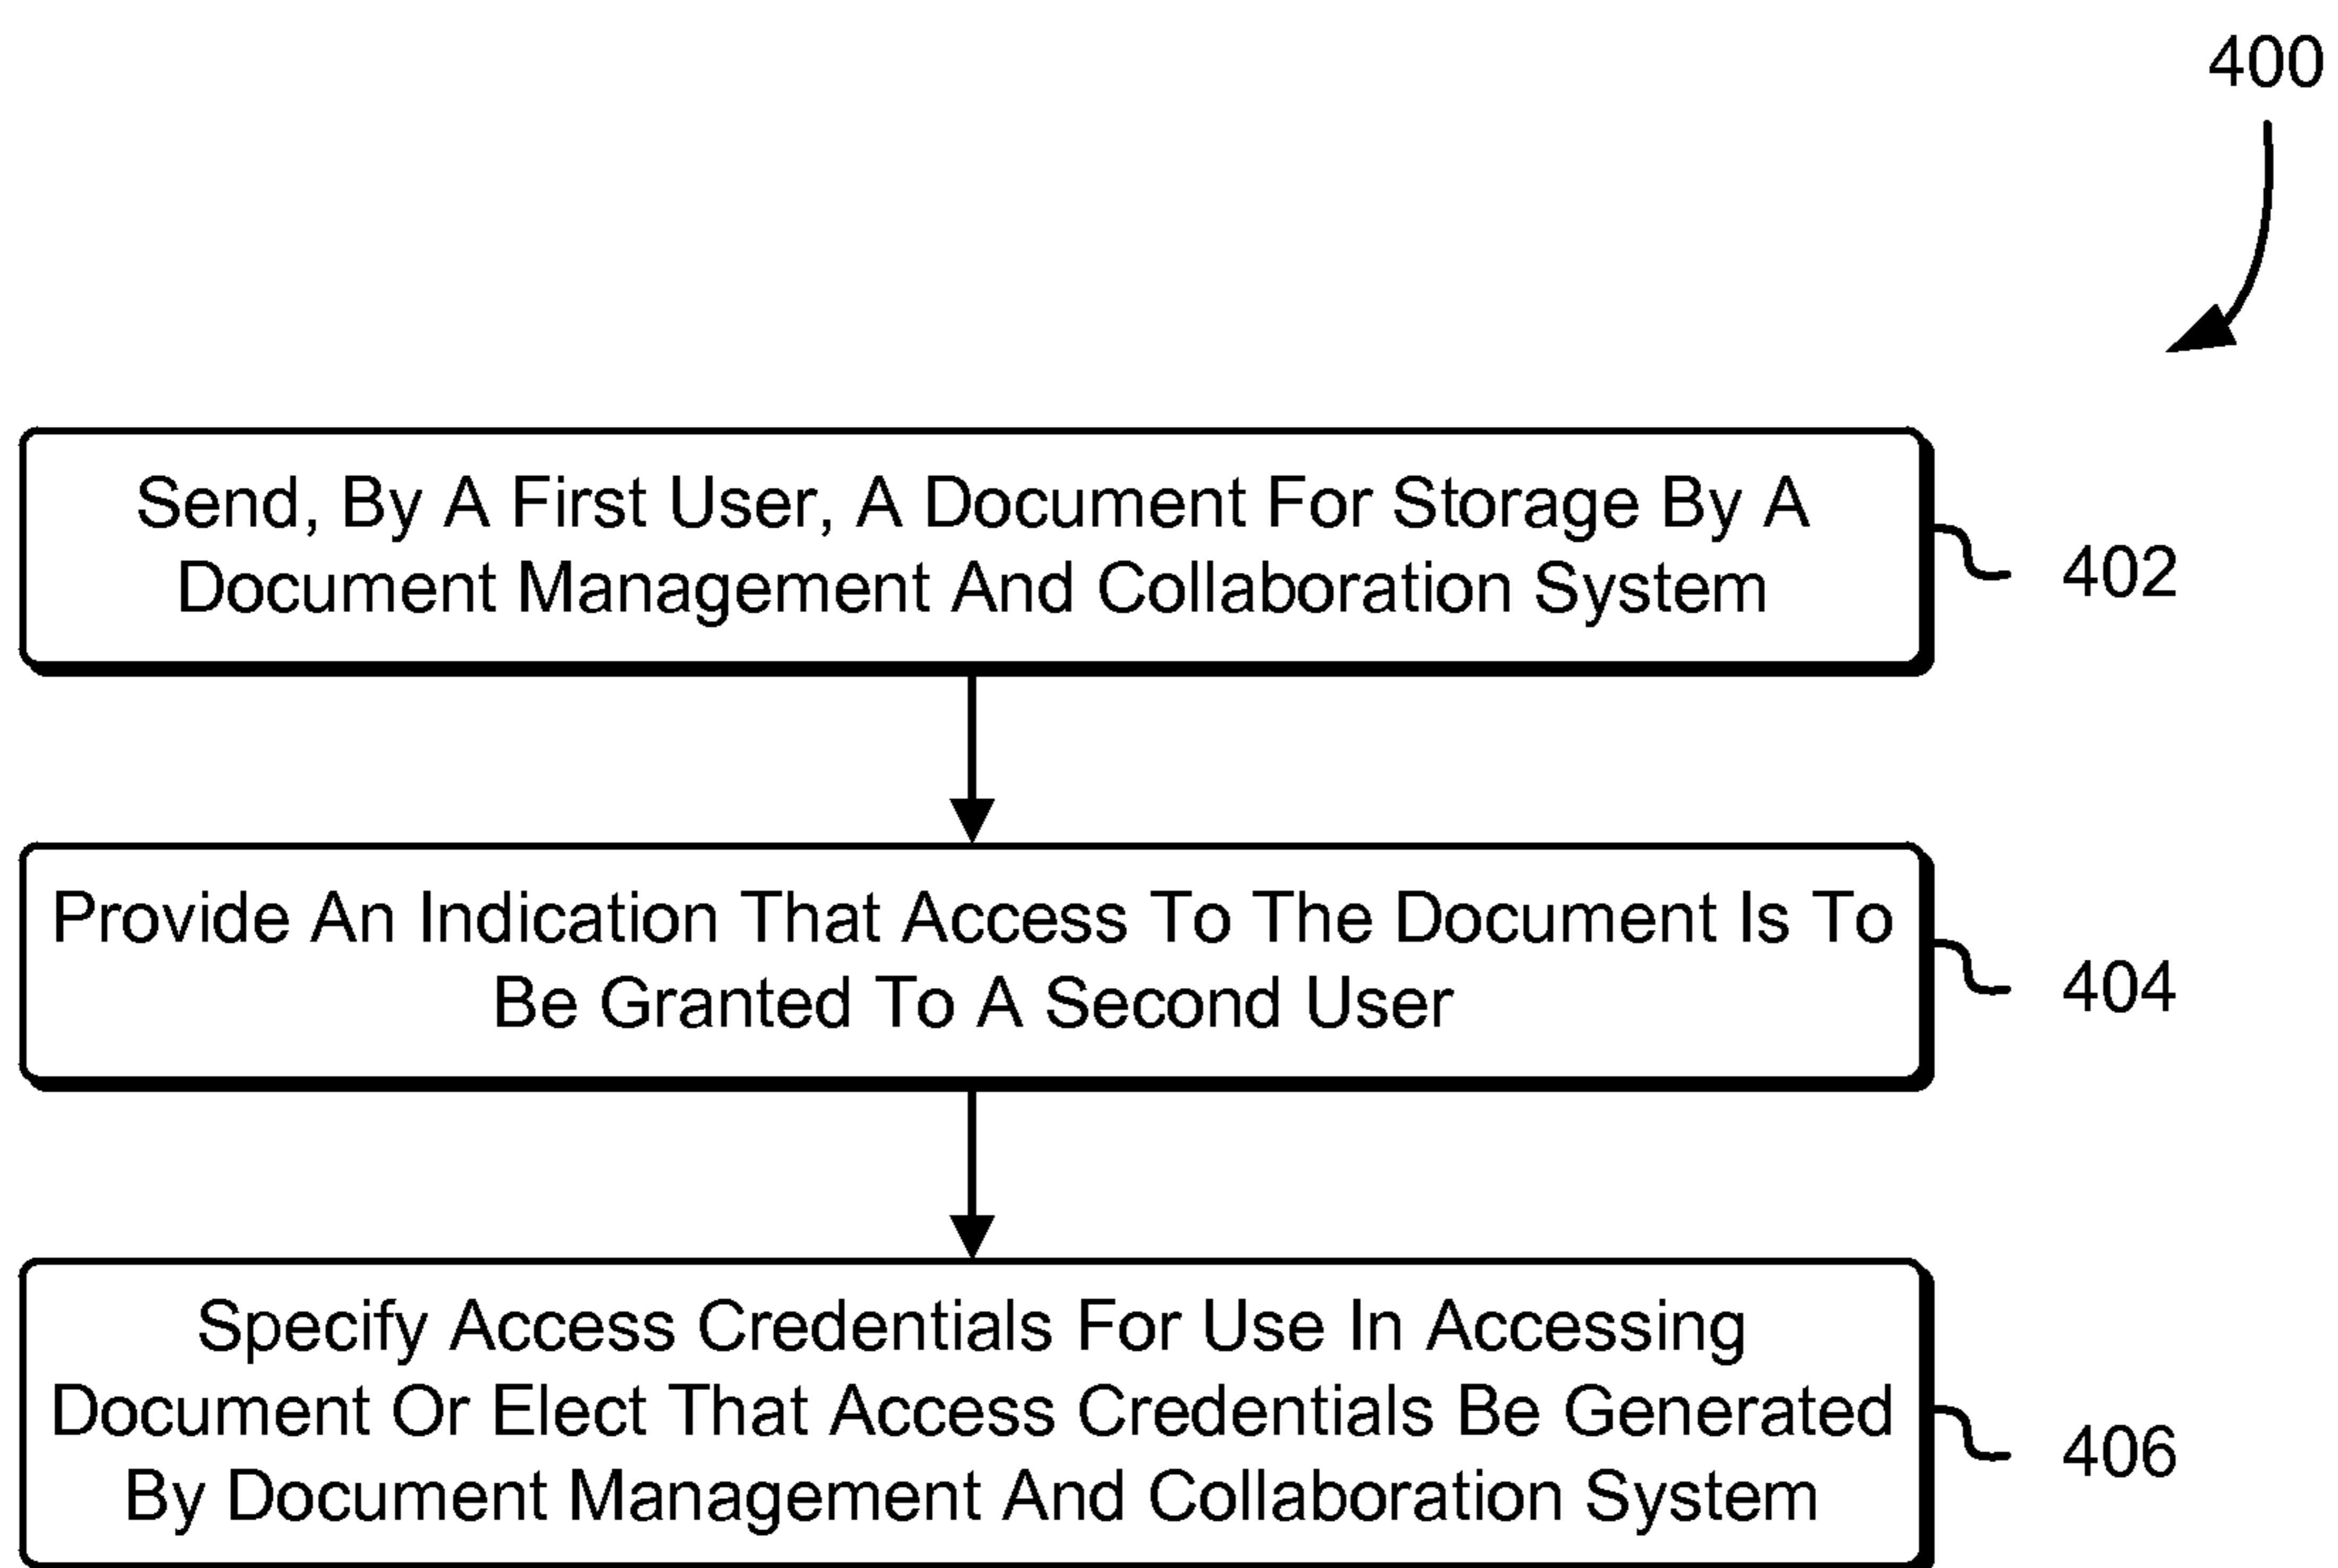 400
Send, By A First User, A Document For Storage By A
Document Management And Collaboration System
402
Provide An Indication That Access To The Document Is To
Be Granted To A Second User
404
Specify Access Credentials For Use In Accessing
Document Or Elect That Access Credentials Be Generated
By Document Management And Collaboration System
406